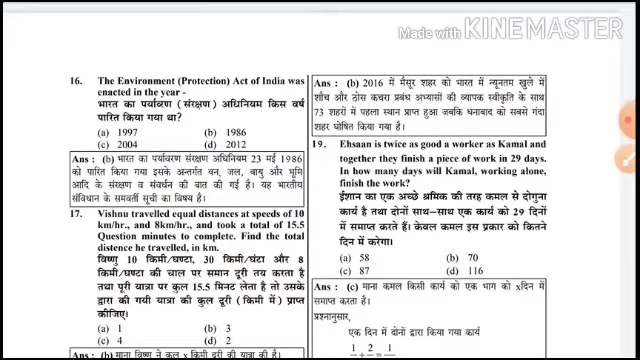 Made with KINEMASTER
16. The Environment (Protection) Act of India was
enacted in the year -
भारत का पर्यावरण (संरक्षण) अधिनियम किस वर्ष
पारित किया गया था?
(a) 1997 (b) 1986
(c) 2004 (d) 2012
Ans : (b) भारत का पर्यावरण संरक्षण अधिनियम 23 मई 1986
को पारित किया गया इसके अन्तर्गत वन, जल, वायु और भूमि
आदि के संरक्षण व संवर्धन की बात की गई है। यह भारतीय
संविधान के समवर्ती सूची का विषय है।
17. Vishnu travelled equal distances at speeds of 10
km/hr., and 8km/hr., and took a total of 15.5
Question minutes to complete. Find the total
distance he travelled, in km.
विष्णु 10 किमी/घण्टा, 30 किमी/घंटा और 8
किमी/घण्टा की चाल पर समान दूरी तय करता है
तथा पूरी यात्रा पर कुल 15.5 मिनट लेता है तो उसके
द्वारा की गयी यात्रा की कुल दूरी (किमी में) प्राप्त
कीजिए।
(a) 1 (b) 3
(c) 4 (d) 2
Ans : (b) माना विष्णु ने कुल x किमी दूरी की यात्रा की है।
Ans : (b) 2016 में मैसूर शहर को भारत में न्यूनतम खुले में
शौच और ठोस कचरा प्रबंध अभ्यासों की व्यापक स्वीकृति के साथ
73 शहरों में पहला स्थान प्राप्त हुआ जबकि धनाबाद को सबसे गंदा
शहर घोषित किया गया है।
19. Ehsaan is twice as good a worker as Kamal and
together they finish a piece of work in 29 days.
In how many days will Kamal, working alone,
finish the work?
ईशान का एक अच्छे श्रमिक की तरह कमल से दोगुना
कार्य है तथा दोनों साथ-साथ एक कार्य को 29 दिनों
में समाप्त करते हैं। केवल कमल इस प्रकार को कितने
दिन में करेगा।
(a) 58 (b) 70
(c) 87 (d) 116
Ans : (c) माना कमल किसी कार्य को एक भाग को x दिन में
समाप्त करता है।
प्रश्नानुसार,
एक दिन में दोनों द्वारा किया गया कार्य
1 2 1
+ =